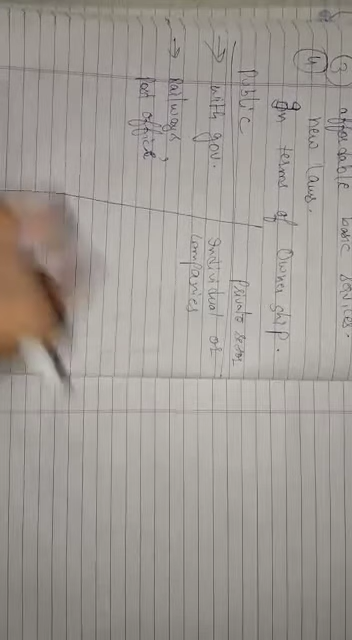 ③ affordable basic services.
④ new laws.
In terms of Ownership.
Public
Private sector
→ with gov.
Individual or
companies
→ Railways
Post office